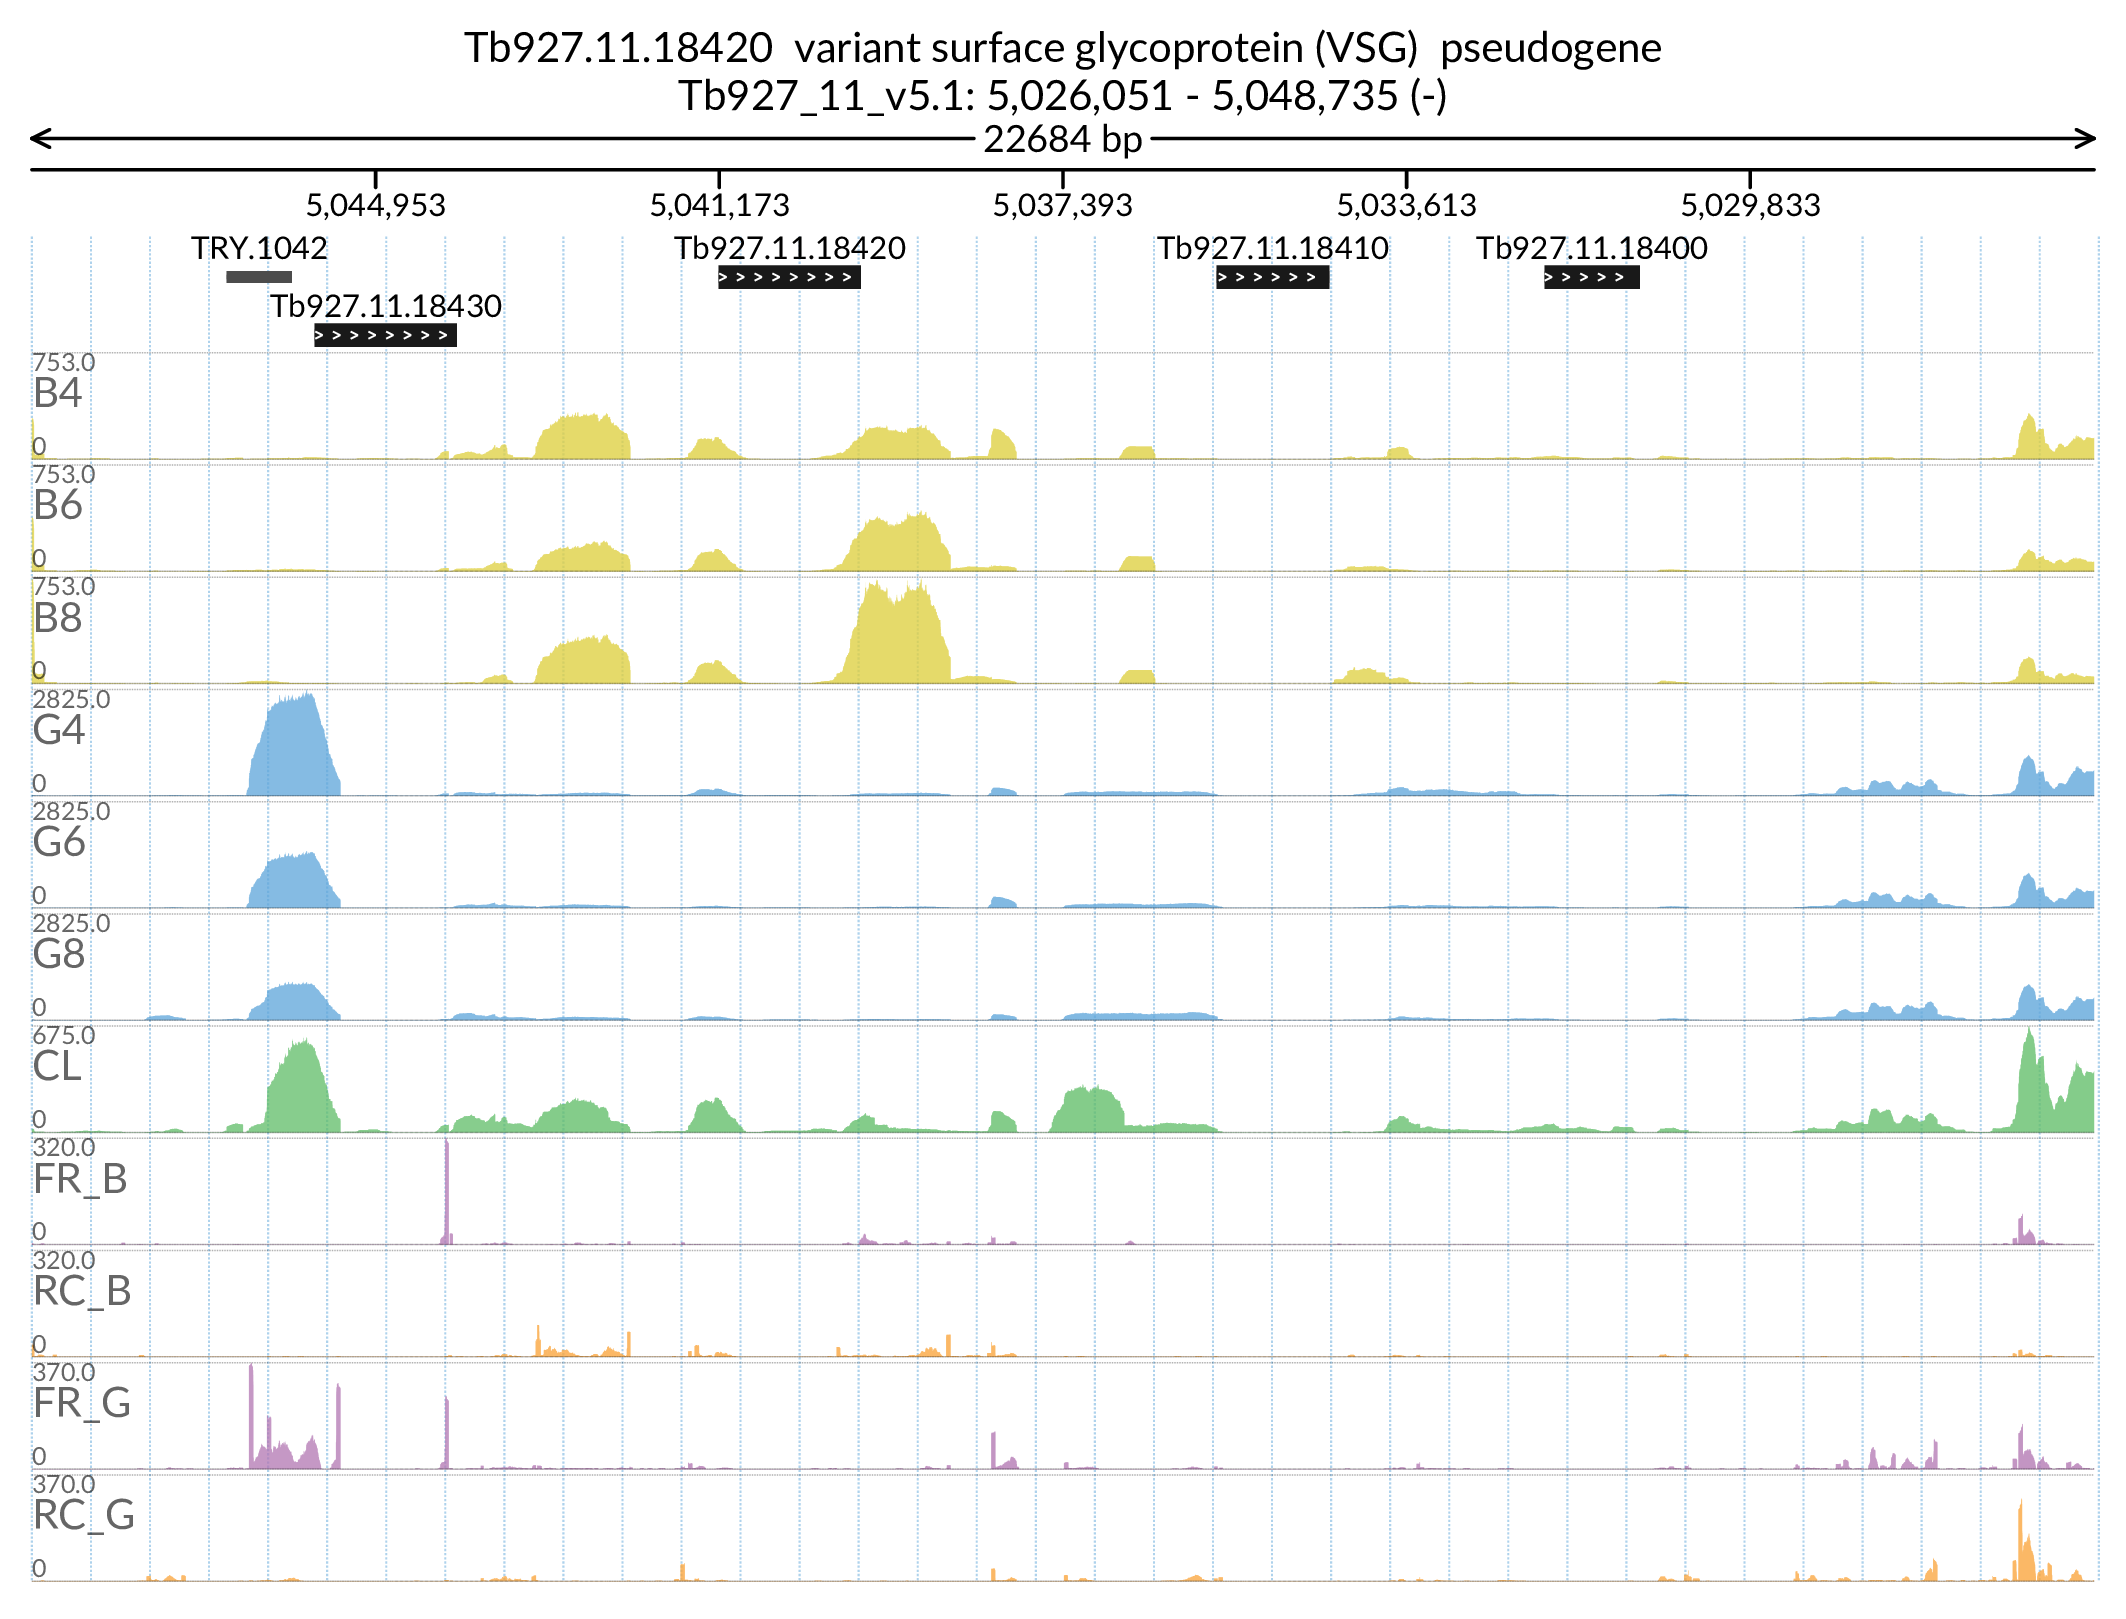 Tb927.11.18420  variant surface glycoprotein (VSG)  pseudogene
Tb927_11_v5.1: 5,026,051 - 5,048,735 (-)
22684 bp
5,044,953 5,041,173 5,037,393 5,033,613 5,029,833
TRY.1042 Tb927.11.18420 Tb927.11.18410 Tb927.11.18400
Tb927.11.18430
753.0
B4
0
753.0
B6
0
753.0
B8
0
2825.0
G4
0
2825.0
G6
0
2825.0
G8
0
675.0
CL
0
320.0
FR_B
0
320.0
RC_B
0
370.0
FR_G
0
370.0
RC_G
0